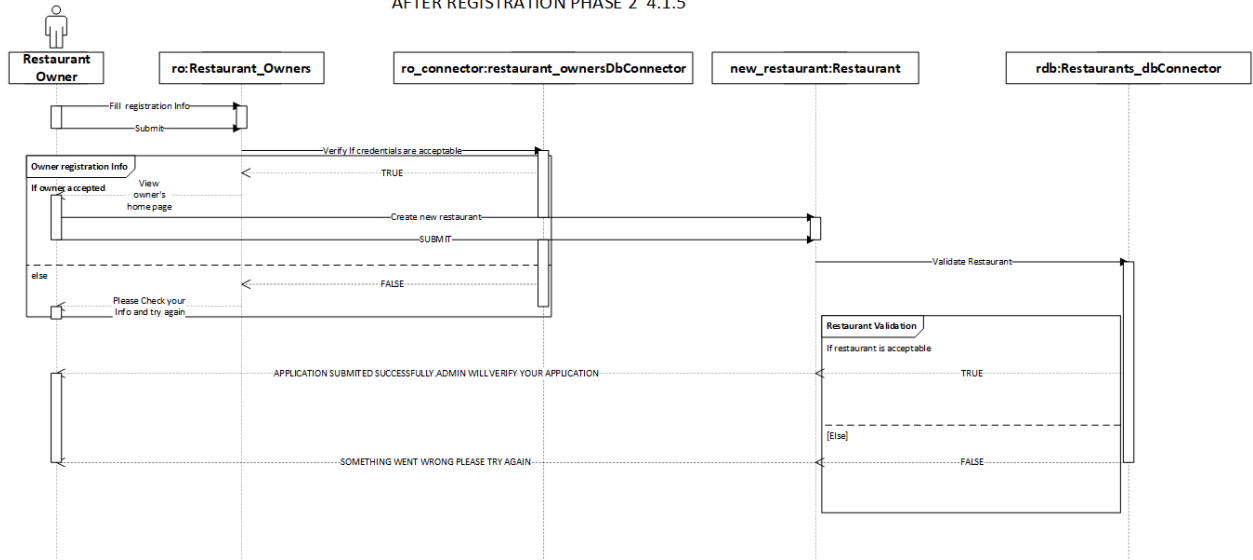 AFTER REGISTRATION PHASE 2 4.1.5
Restaurant
Owner
ro:Restaurant_Owners
ro_connector:restaurant_ownersDbConnector
new_restaurant:Restaurant
rdb:Restaurants_dbConnector
Fill registration Info
Submit
Verify If credentials are acceptable
Owner registration Info
TRUE
If owner accepted
View
owner's
home page
Create new restaurant
SUBMIT
Validate Restaurant
else
FALSE
Please Check your
Info and try again
Restaurant Validation
If restaurant is acceptable
APPLICATION SUBMITED SUCCESSFULLY.ADMIN WILL VERIFY YOUR APPLICATION
TRUE
[Else]
SOMETHING WENT WRONG PLEASE TRY AGAIN
FALSE